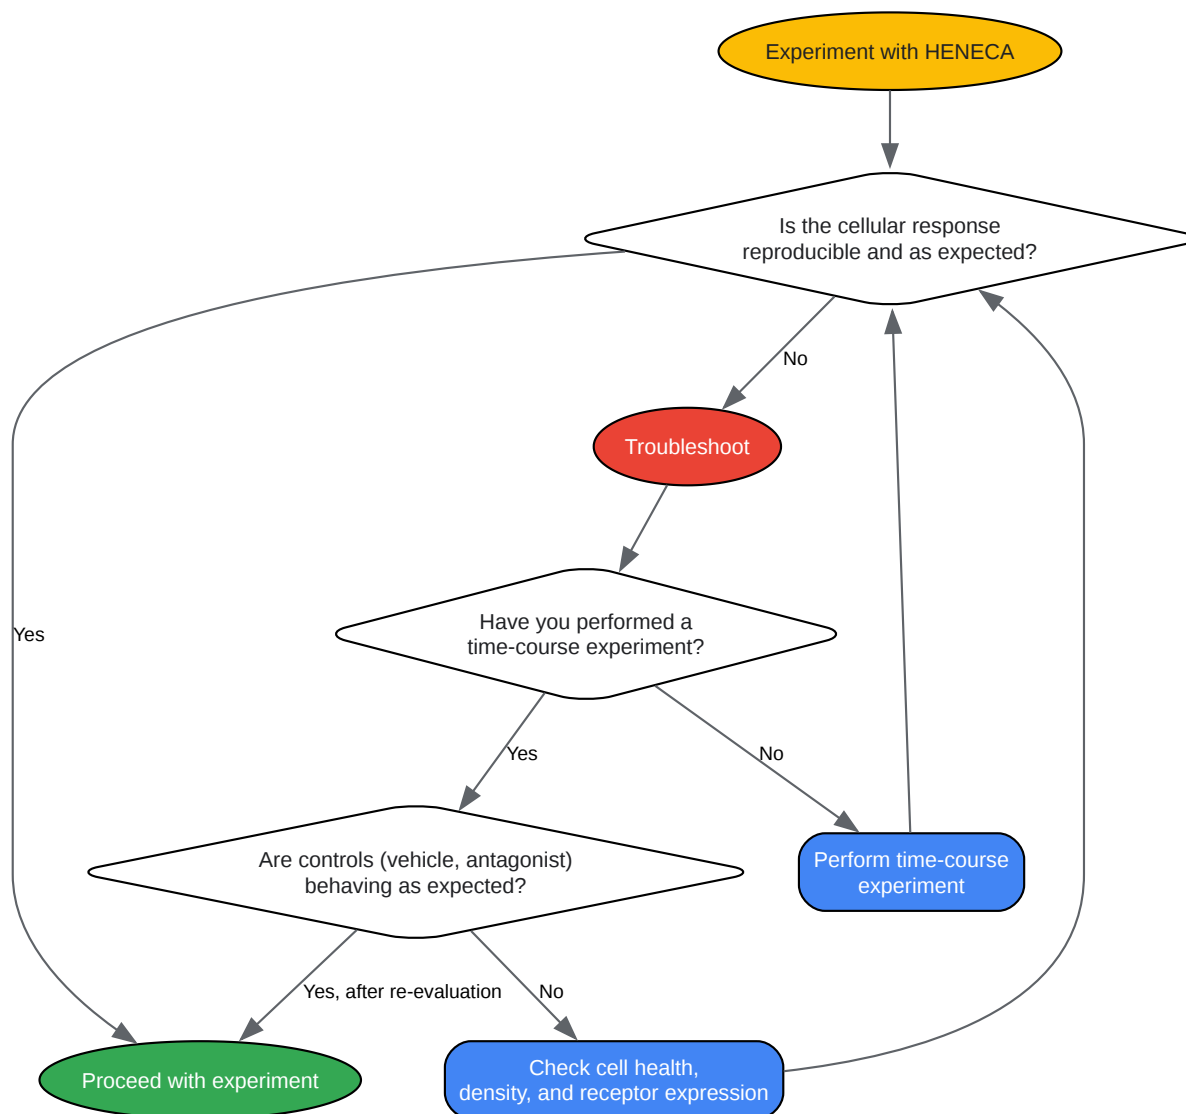 Experiment with HENECA
Is the cellular response
reproducible and as expected?
No
Troubleshoot
Yes
Have you performed a
time-course experiment?
Yes
No
Are controls (vehicle, antagonist)
behaving as expected?
Perform time-course
experiment
Yes, after re-evaluation
No
Proceed with experiment
Check cell health,
density, and receptor expression